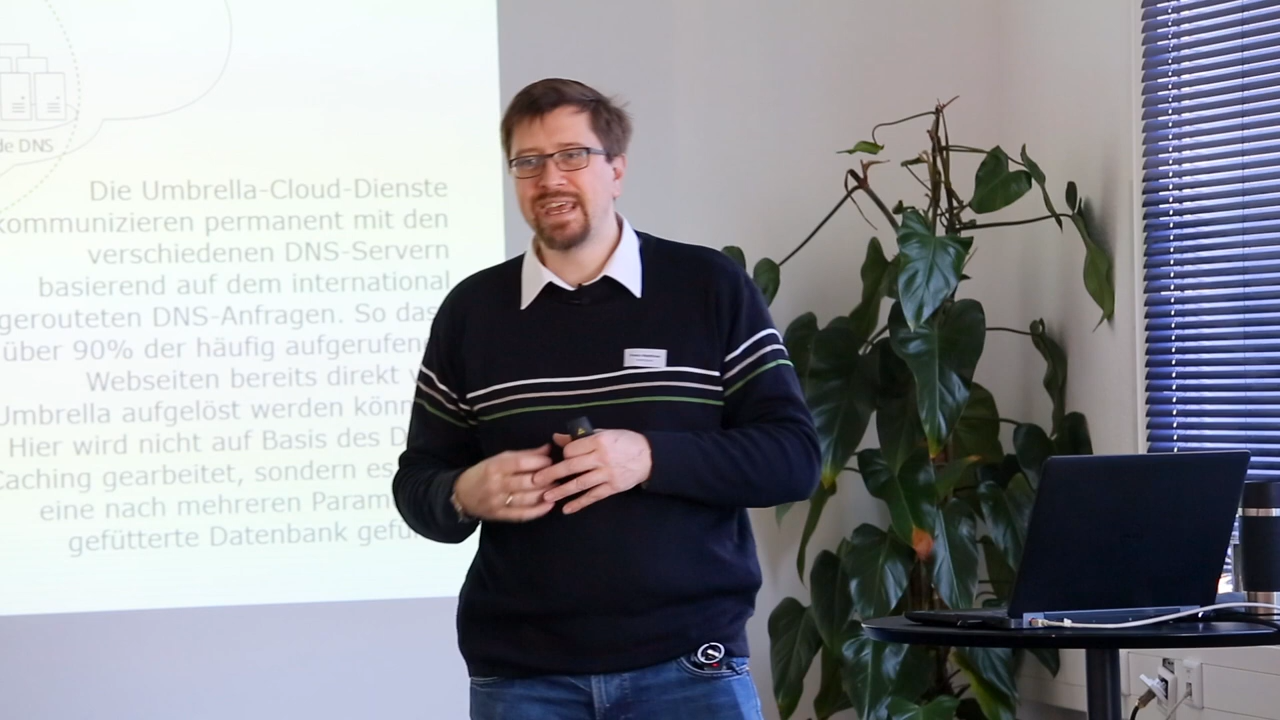 de DNS
Die Umbrella-Cloud-Dienste
kommunizieren permanent mit den
verschiedenen DNS-Servern
basierend auf dem international
gerouteten DNS-Anfragen. So das
über 90% der häufig aufgerufene
Webseiten bereits direkt v
Umbrella aufgelöst werden könn
Hier wird nicht auf Basis des D
Caching gearbeitet, sondern es
eine nach mehreren Param
gefütterte Datenbank gefü